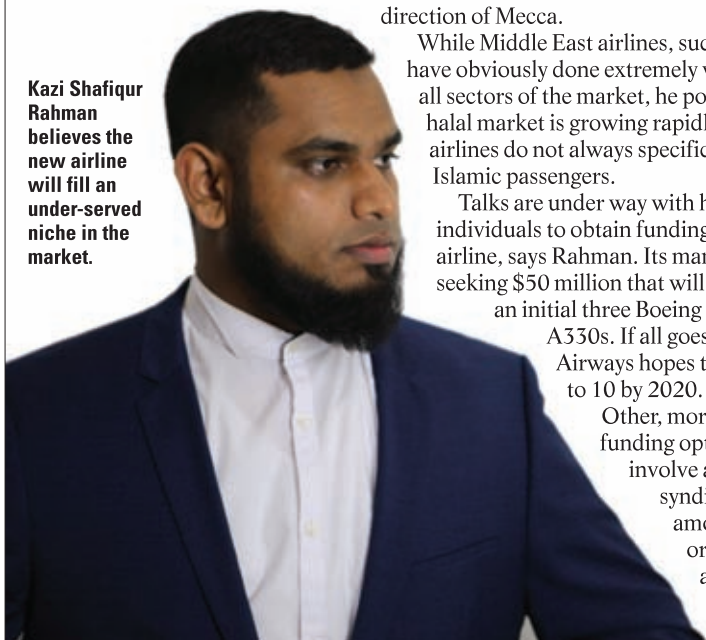 Kazi Shafiqur
Rahman
believes the
new airline
will fill an
under-served
niche in the
market.
direction of Mecca.
While Middle East airlines,
have obviously done extremely
all sectors of the market, he
halal market is growing
airlines do not always
Islamic passengers.
Talks are under way with
individuals to obtain funding
airline, says Rahman. Its
seeking $50 million that will
an initial three Boeing
A330s. If all goes
Airways hopes
to 10 by 2020.
Other,
funding
involve